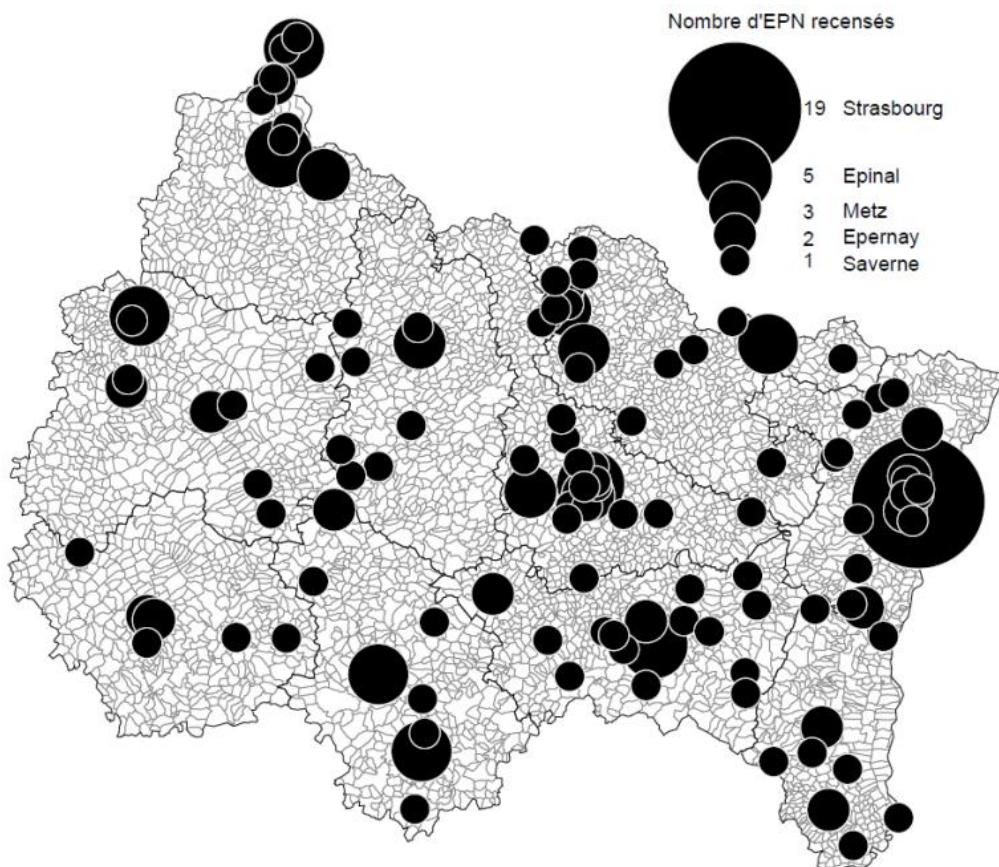 Nombre d'EPN recensés
19 Strasbourg
5 Epinal
3 Metz
2 Epernay
1 Saverne